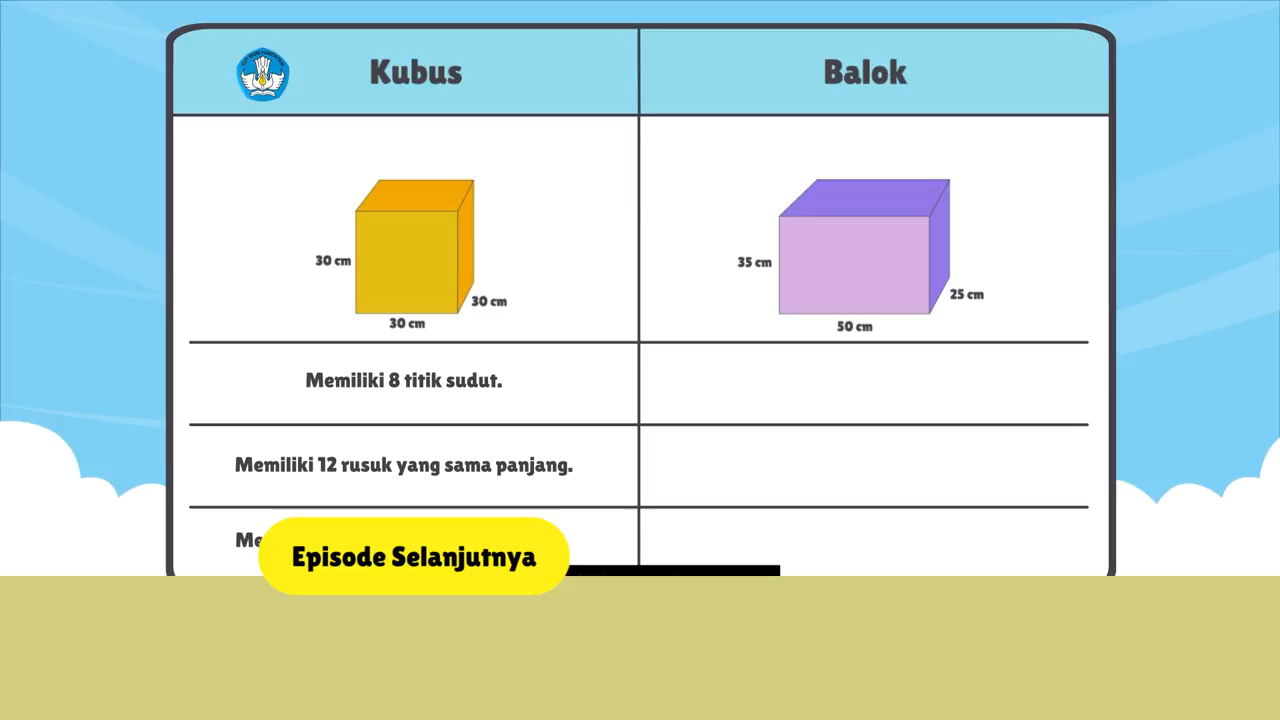 Kubus
Balok
30 cm
30 cm
30 cm
35 cm
25 cm
50 cm
Memiliki 8 titik sudut.
Memiliki 12 rusuk yang sama panjang.
Episode Selanjutnya